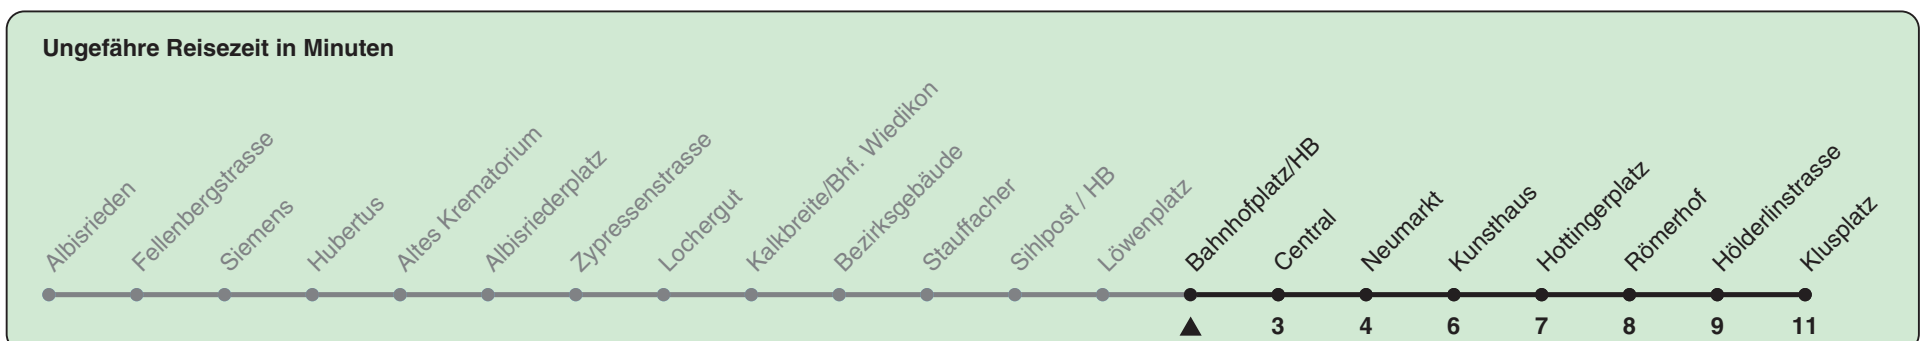 Ungefähre Reisezeit in Minuten
Albisrieden
Fellenbergstrasse
Siemens
Hubertus
Altes Krematorium
Albisriederplatz
Zypressenstrasse
Lochergut
Kalkbreite/Bhf. Wiedikon
Bezirksgebäude
Stauffacher
Sihlpost / HB
Löwenplatz
Bahnhofplatz/HB
Central
Neumarkt
Kunsthaus
Hottingerplatz
Römerhof
Hölderlinstrasse
Klusplatz
3 4 6 7 8 9 11